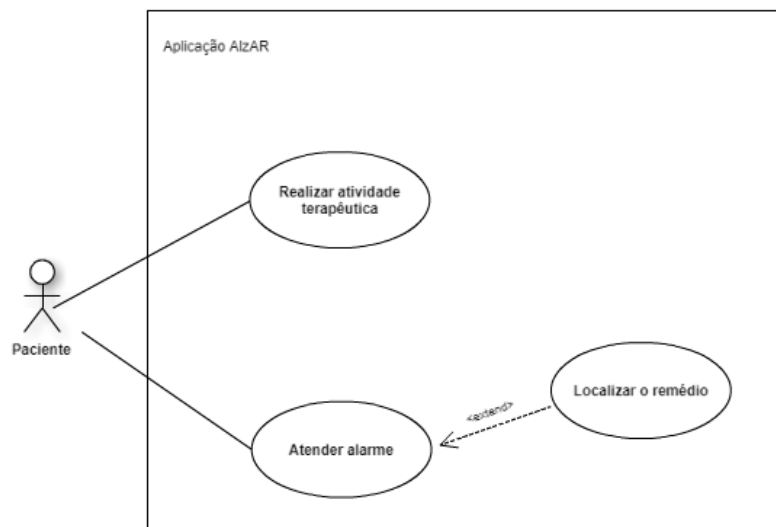 Aplicação AlzAR
Realizar atividade
terapêutica
Paciente
Localizar o remédio
<extend>
Atender alarme